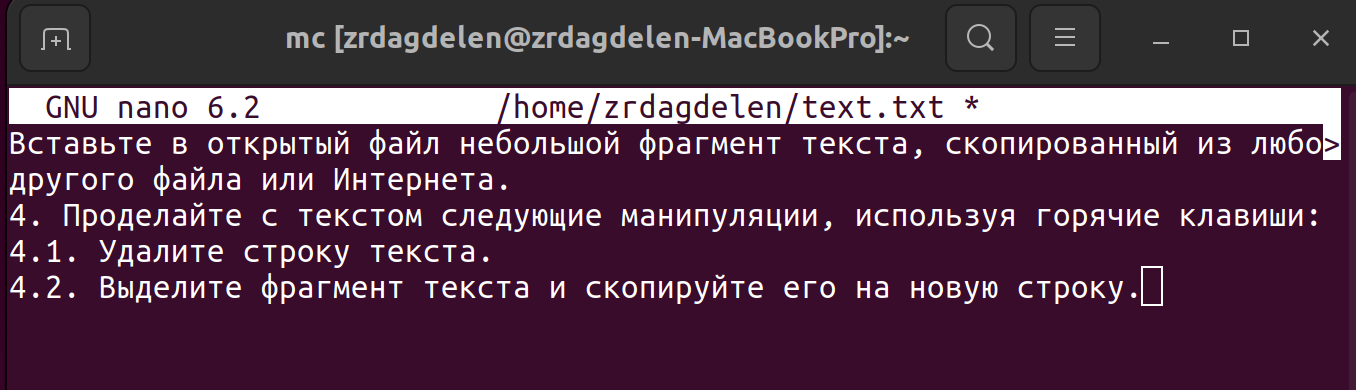 mc [zrdagdelen@zrdagdelen-MacBookPro]:~
GNU nano 6.2 /home/zrdagdelen/text.txt *
Вставьте в открытый файл небольшой фрагмент текста, скопированный из любо>
другого файла или Интернета.
4. Проделайте с текстом следующие манипуляции, используя горячие клавиши:
4.1. Удалите строку текста.
4.2. Выделите фрагмент текста и скопируйте его на новую строку.